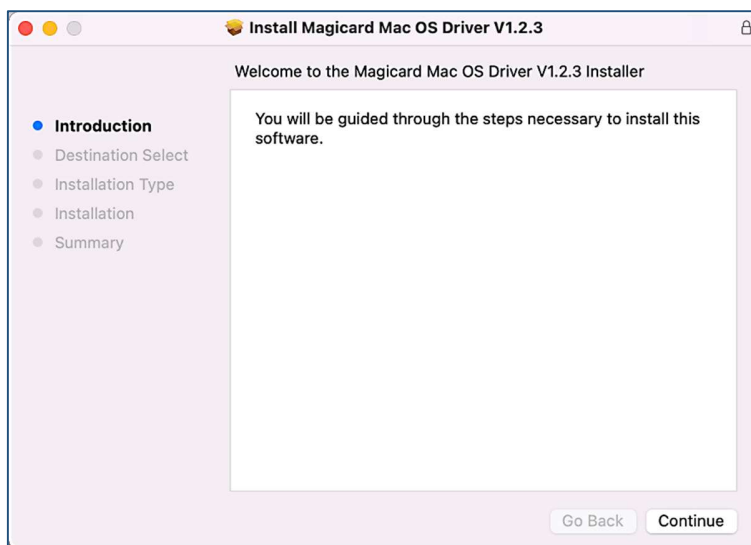 Install Magicard Mac OS Driver V1.2.3
Welcome to the Magicard Mac OS Driver V1.2.3 Installer
Introduction
Destination Select
Installation Type
Installation
Summary
You will be guided through the steps necessary to install this
software.
Go Back
Continue